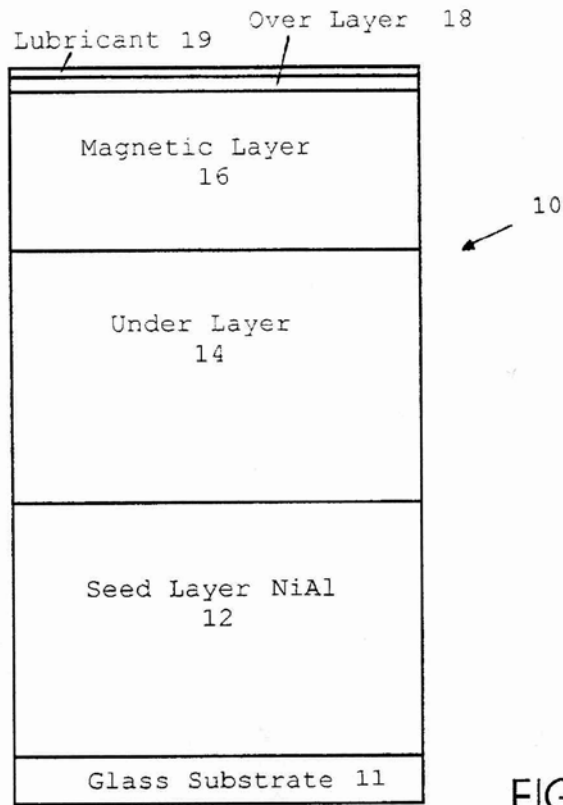 Over Layer 18
Lubricant 19
Magnetic Layer
16
10
Under Layer
14
Seed Layer NiAl
12
Glass Substrate 11
FIG